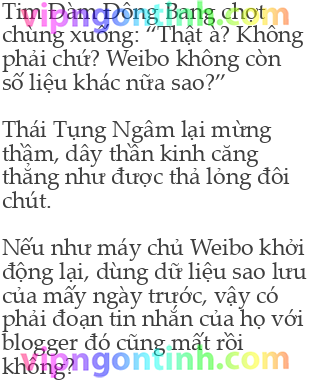 vipngontinh.com
Tim Đàm Đông Bang chợt
chùng xuống: “Thật à? Không
phải chứ? Weibo không còn
số liệu khác nữa sao?”
Thái Tụng Ngâm lại mừng
thầm, dây thần kinh căng
thẳng như được thả lỏng đôi
chút.
Nếu như máy chủ Weibo khởi
động lại, dùng dữ liệu sao lưu
của mấy ngày trước, vậy có
phải đoạn tin nhắn của họ với
blogger đó cũng mất rồi
không?
vipngontinh.com